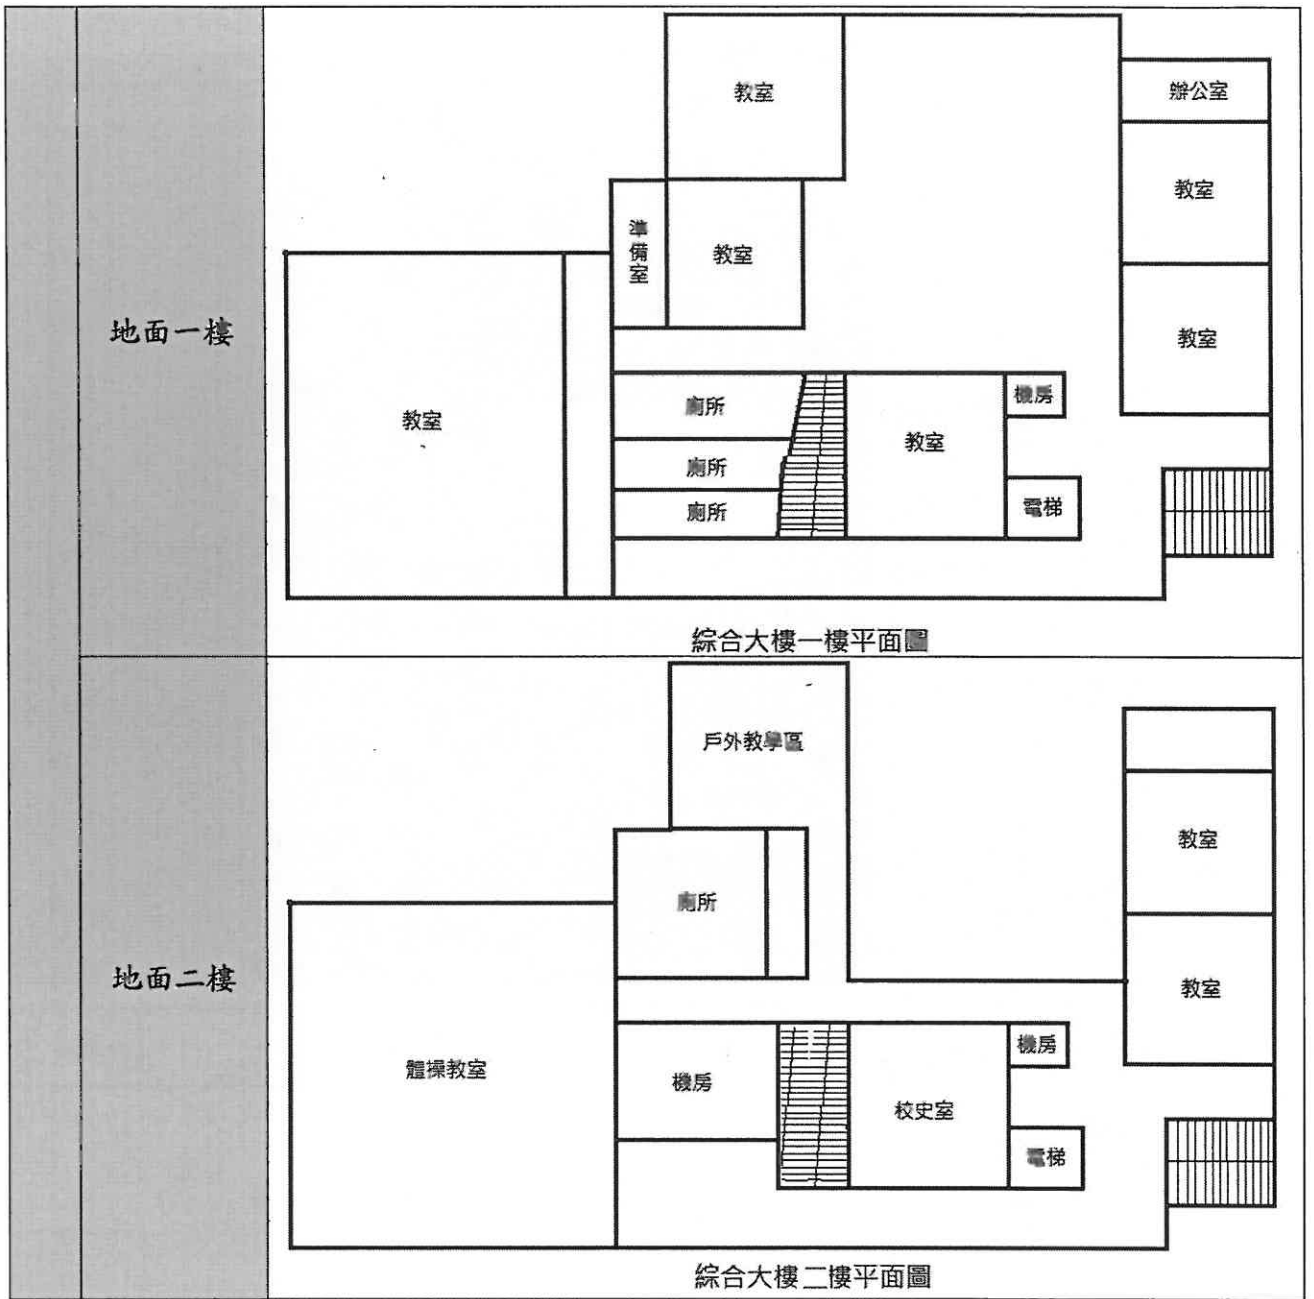 地面一樓
教室
辦公室
教室
準備室
教室
教室
教室
廁所
廁所
廁所
教室
機房
電梯
綜合大樓一樓平面圖
地面二樓
戶外教學區
教室
廁所
教室
體操教室
機房
校史室
機房
電梯
綜合大樓二樓平面圖